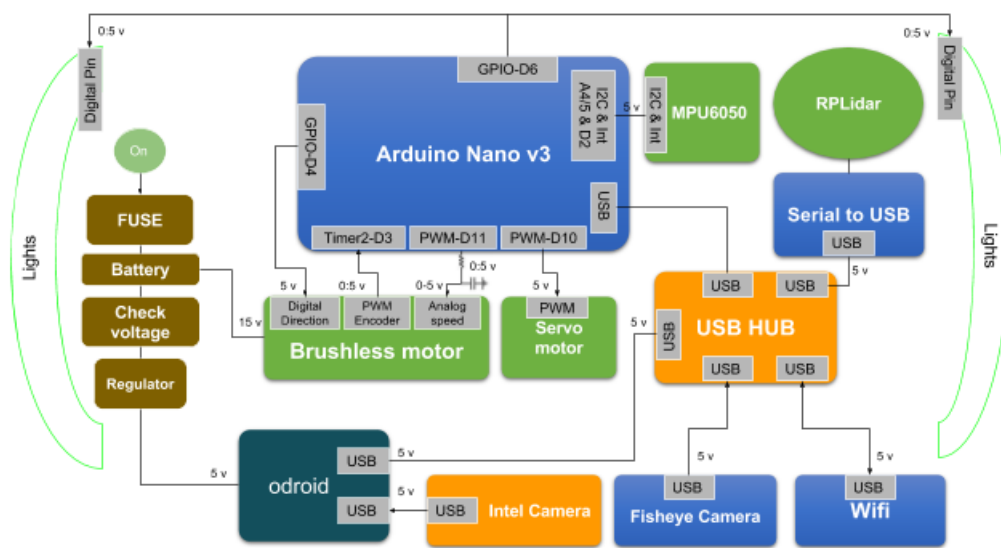 0:5 v
0:5 v
Digital Pin
Digital Pin
GPIO-D6
I2C & Int
A4/5 & D2
5 v
I2C & Int
MPU6050
RPLidar
On
GPIO-D4
Arduino Nano v3
USB
Serial to USB
USB
FUSE
Lights
Lights
Timer2-D3
PWM-D11
PWM-D10
5 v
Battery
0:5 v
5 v
0:5 v
0-5 v
5 v
USB
USB
Digital
Direction
PWM
Encoder
Analog
speed
PWM
Check
voltage
15 v
5 v
USB
USB HUB
Brushless motor
Servo
motor
Regulator
USB
USB
5 v
odroid
USB
5 v
5 v
5 v
5 v
USB
USB
Intel Camera
USB
Fisheye Camera
USB
Wifi